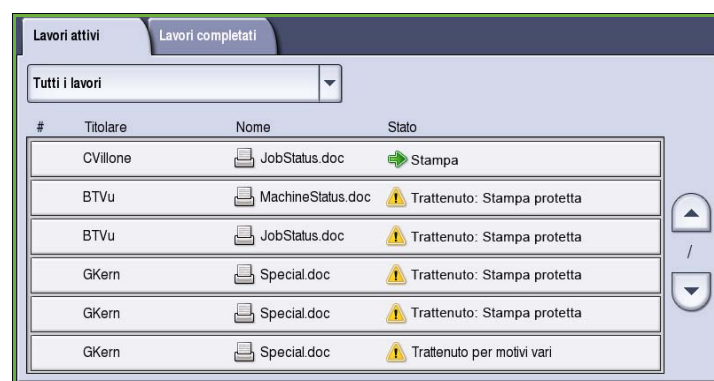 Lavori attivi Lavori completati
Tutti i lavori
# Titolare Nome Stato
CVillone JobStatus.doc Stampa
BTVu MachineStatus.doc Trattenuto: Stampa protetta
BTVu JobStatus.doc Trattenuto: Stampa protetta
GKern Special.doc Trattenuto: Stampa protetta
/
GKern Special.doc Trattenuto: Stampa protetta
GKern Special.doc Trattenuto per motivi vari